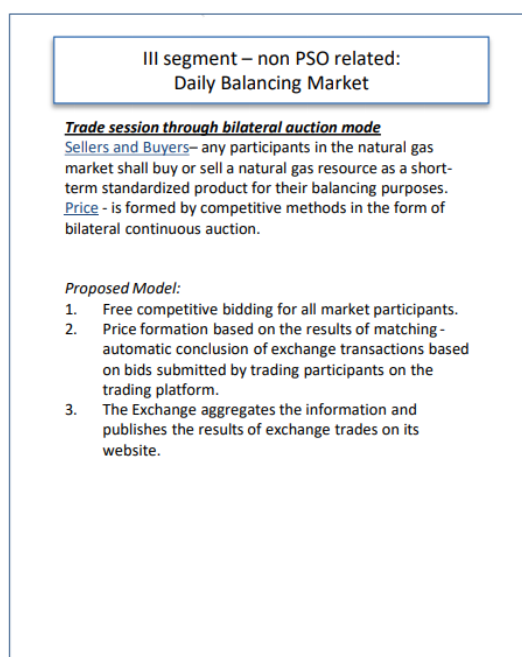 III segment – non PSO related:
Daily Balancing Market
Trade session through bilateral auction mode
Sellers and Buyers– any participants in the natural gas
market shall buy or sell a natural gas resource as a short-
term standardized product for their balancing purposes.
Price - is formed by competitive methods in the form of
bilateral continuous auction.
Proposed Model:
1. Free competitive bidding for all market participants.
2. Price formation based on the results of matching -
automatic conclusion of exchange transactions based
on bids submitted by trading participants on the
trading platform.
3. The Exchange aggregates the information and
publishes the results of exchange trades on its
website.